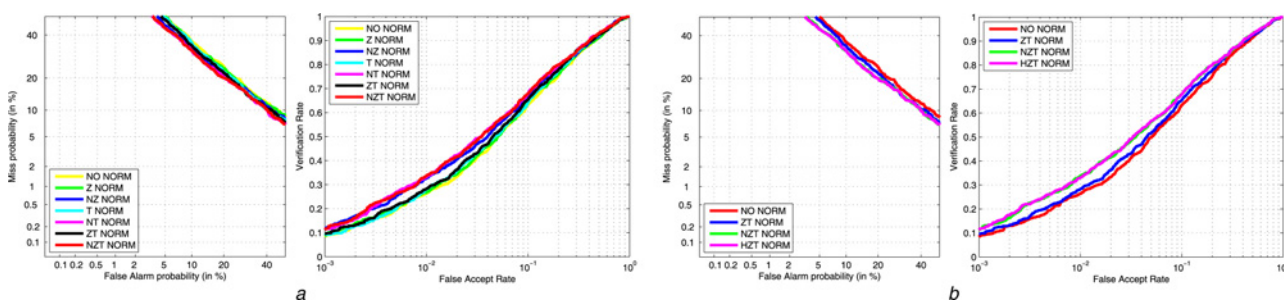 40
20
10
5
2
1
0.5
0.2
0.1
Miss probability (in %)
NO NORM
Z NORM
NZ NORM
T NORM
NT NORM
ZT NORM
NZT NORM
0.1 0.2 0.5 1 2 5 10 20 40
False Alarm probability (in %)
1
0.9
0.8
0.7
0.6
0.5
0.4
0.3
0.2
0.1
0
Verification Rate
NO NORM
Z NORM
NZ NORM
T NORM
NT NORM
ZT NORM
NZT NORM
10^-3 10^-2 10^-1 10^0
False Accept Rate
a
40
20
10
5
2
1
0.5
0.2
0.1
Miss probability (in %)
NO NORM
ZT NORM
NZT NORM
HZT NORM
0.1 0.2 0.5 1 2 5 10 20 40
False Alarm probability (in %)
1
0.9
0.8
0.7
0.6
0.5
0.4
0.3
0.2
0.1
0
Verification Rate
NO NORM
ZT NORM
NZT NORM
HZT NORM
10^-3 10^-2 10^-1 10^0
False Accept Rate
b